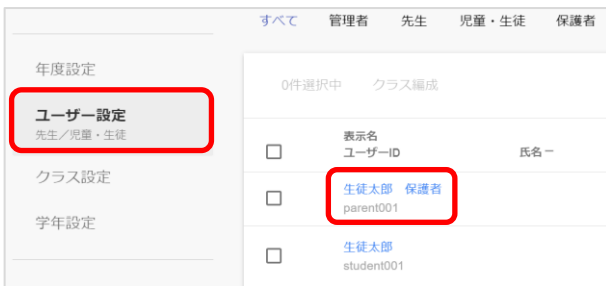 すべて 管理者 先生 児童・生徒 保護者
年度設定
0件選択中 クラス編成
ユーザー設定
先生／児童・生徒
表示名
ユーザーID 氏名
クラス設定
生徒太郎 保護者
parent001
学年設定
生徒太郎
student001